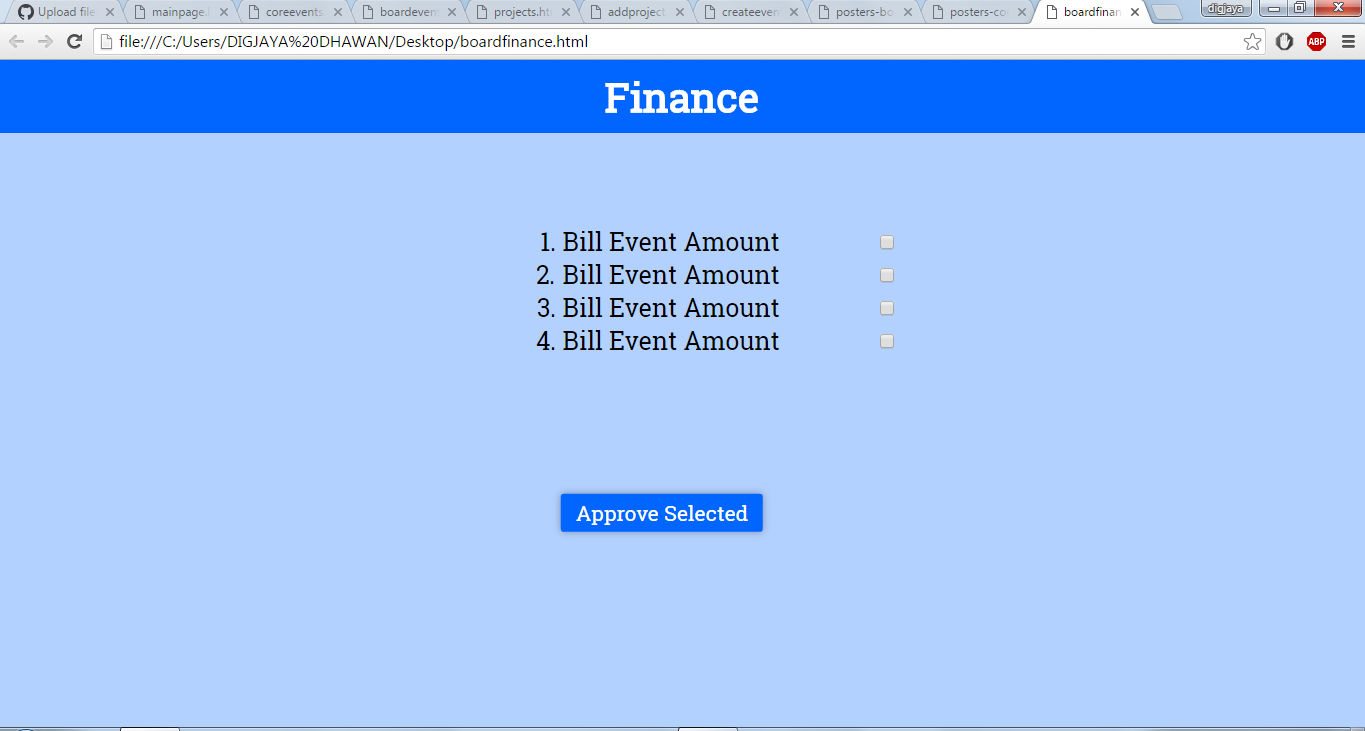 Upload file mainpage. coreevents. boardeven projects.ht addproject createeven posters-bo posters-co boardfinan digjaya
file:///C:/Users/DIGJAYA%20DHAWAN/Desktop/boardfinance.html ABP
Finance
1. Bill Event Amount
2. Bill Event Amount
3. Bill Event Amount
4. Bill Event Amount
Approve Selected